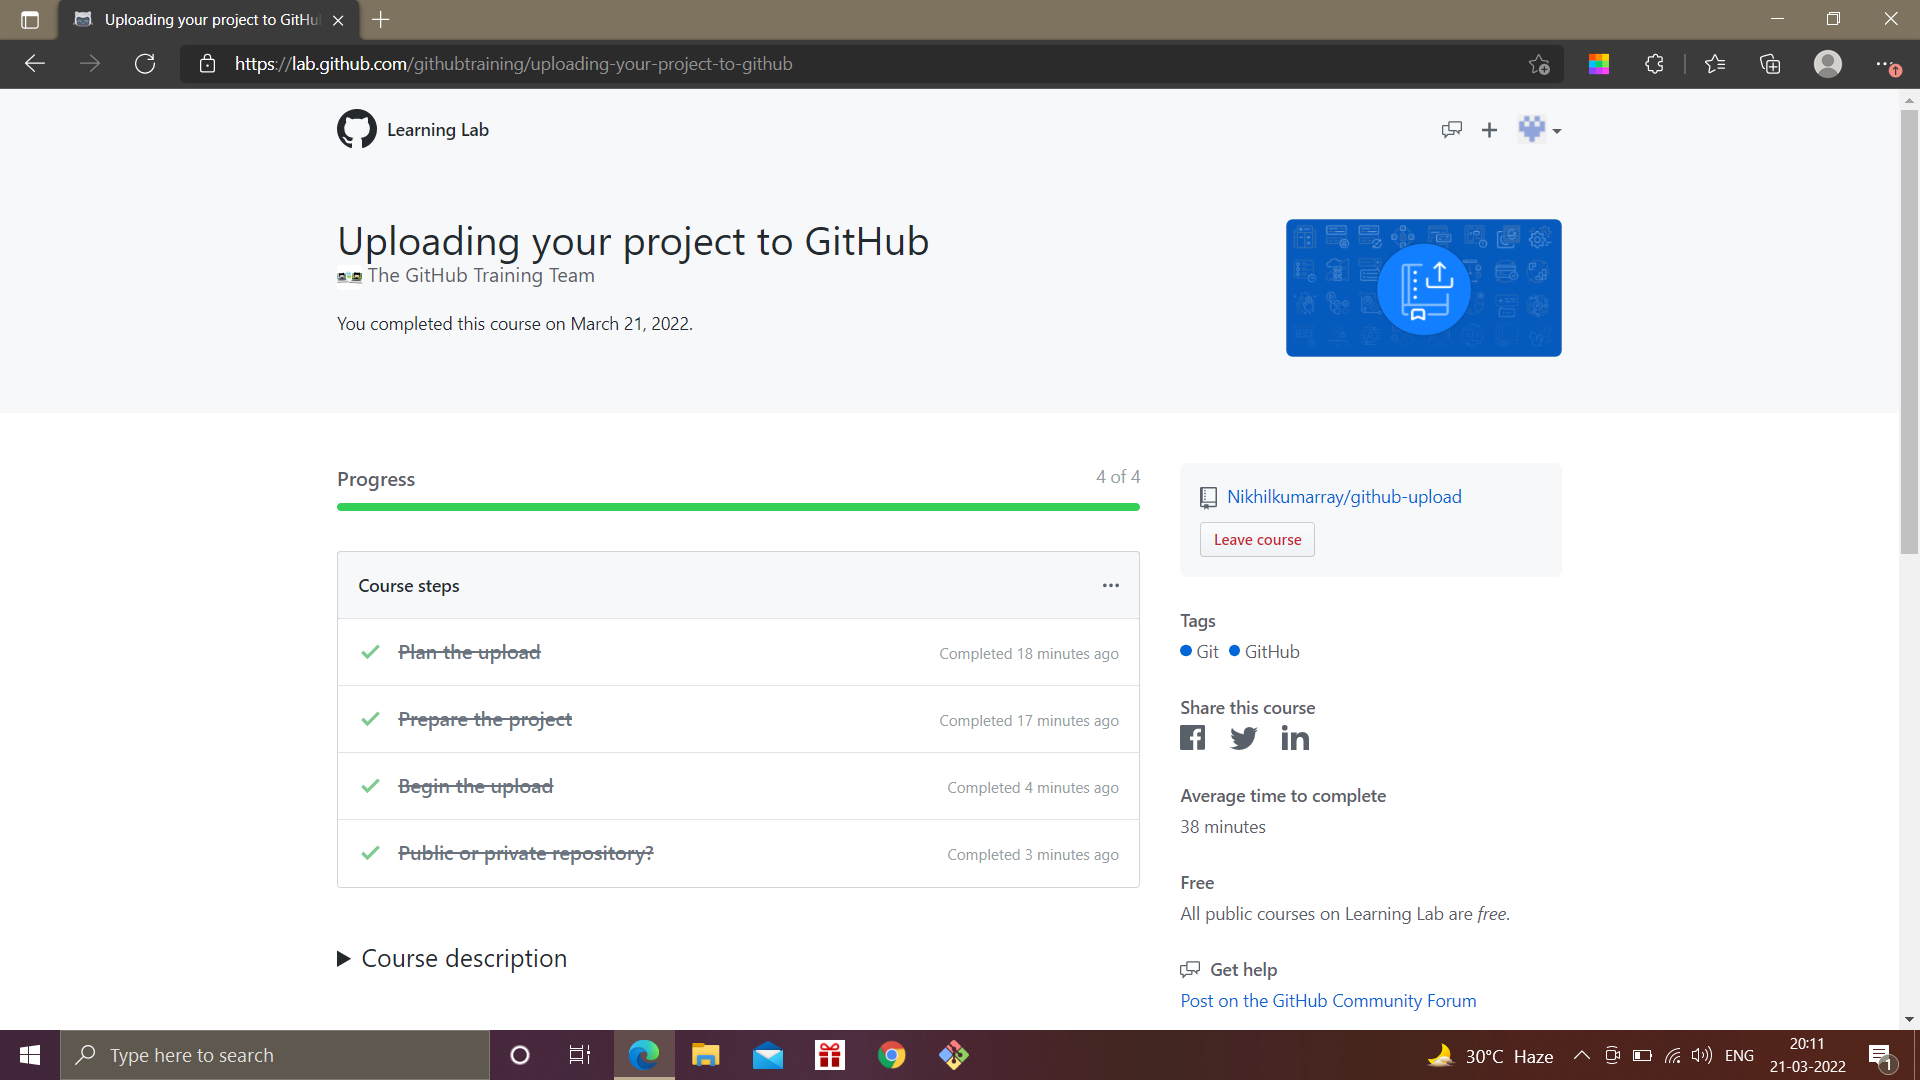 Uploading your project to GitHu
https://lab.github.com/githubtraining/uploading-your-project-to-github
Learning Lab
Uploading your project to GitHub
The GitHub Training Team
You completed this course on March 21, 2022.
Progress
4 of 4
Course steps
Plan the upload
Completed 18 minutes ago
Prepare the project
Completed 17 minutes ago
Begin the upload
Completed 4 minutes ago
Public or private repository?
Completed 3 minutes ago
Course description
Nikhilkumarray/github-upload
Leave course
Tags
Git GitHub
Share this course
Average time to complete
38 minutes
Free
All public courses on Learning Lab are free.
Get help
Post on the GitHub Community Forum
Type here to search
30°C Haze
ENG
20:11
21-03-2022
1